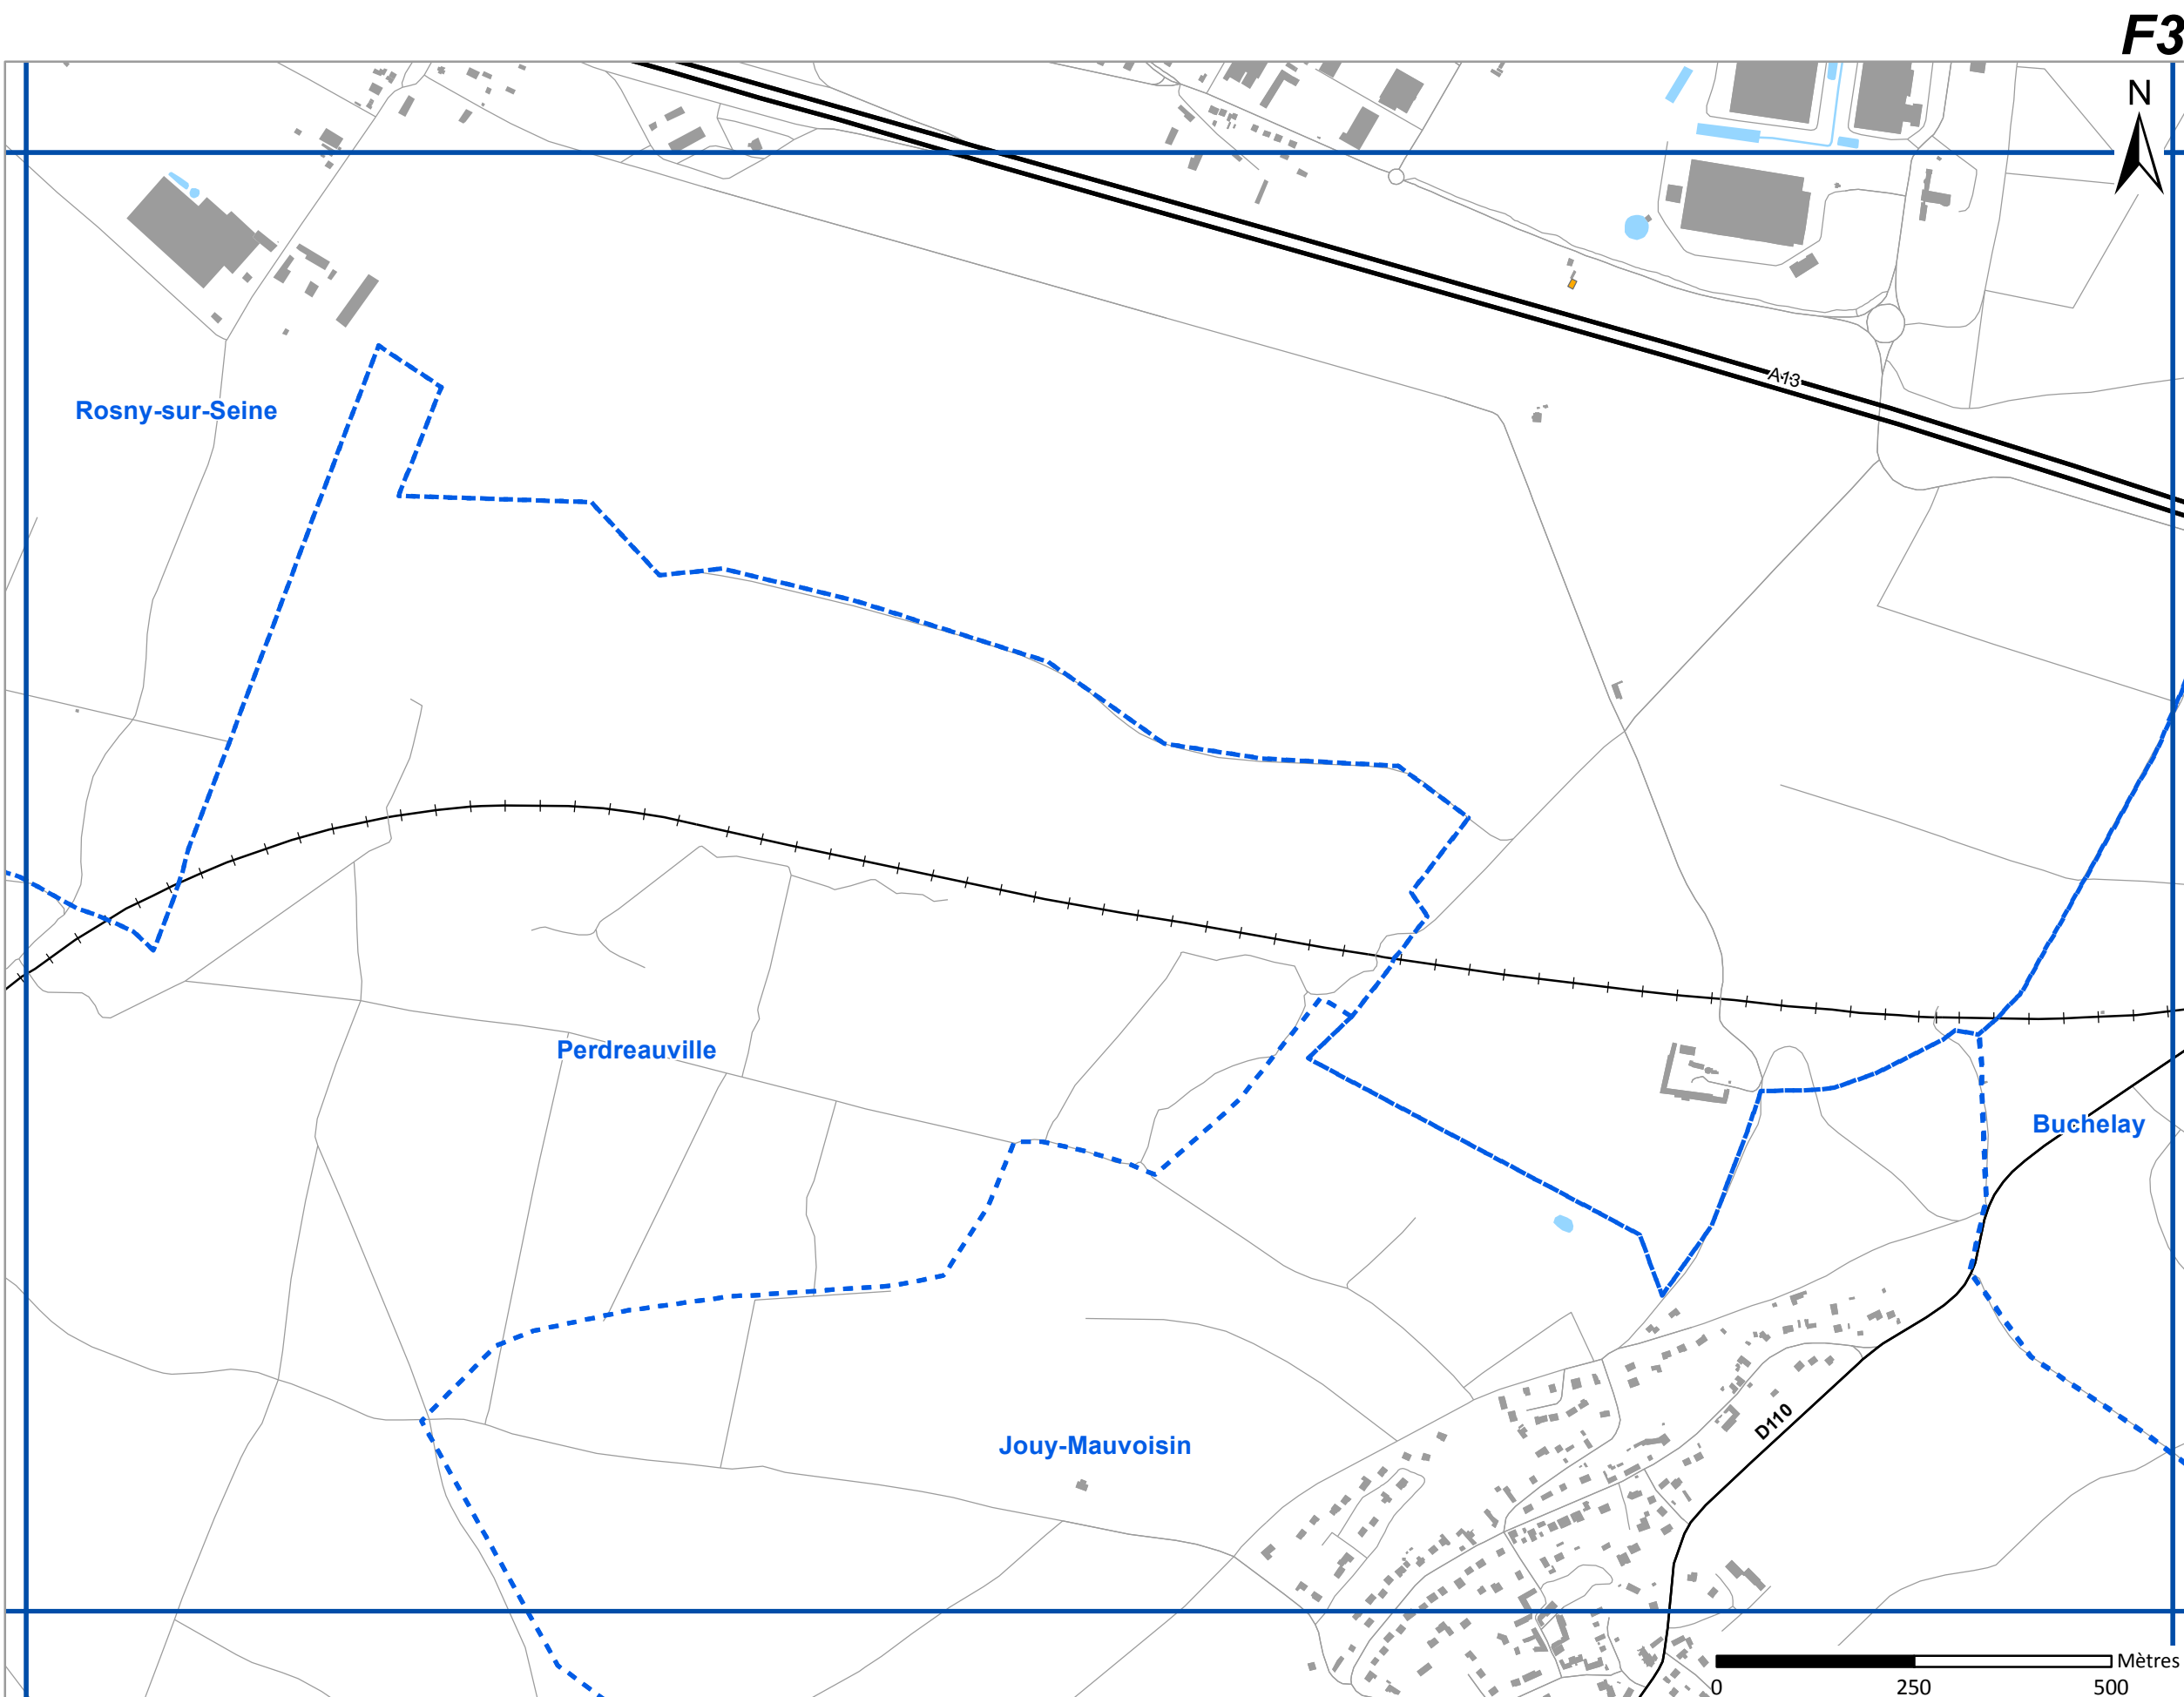 F3
N
A13
Rosny-sur-Seine
Perdreauville
Buchelay
D110
Jouy-Mauvoisin
Mètres
0 250 500